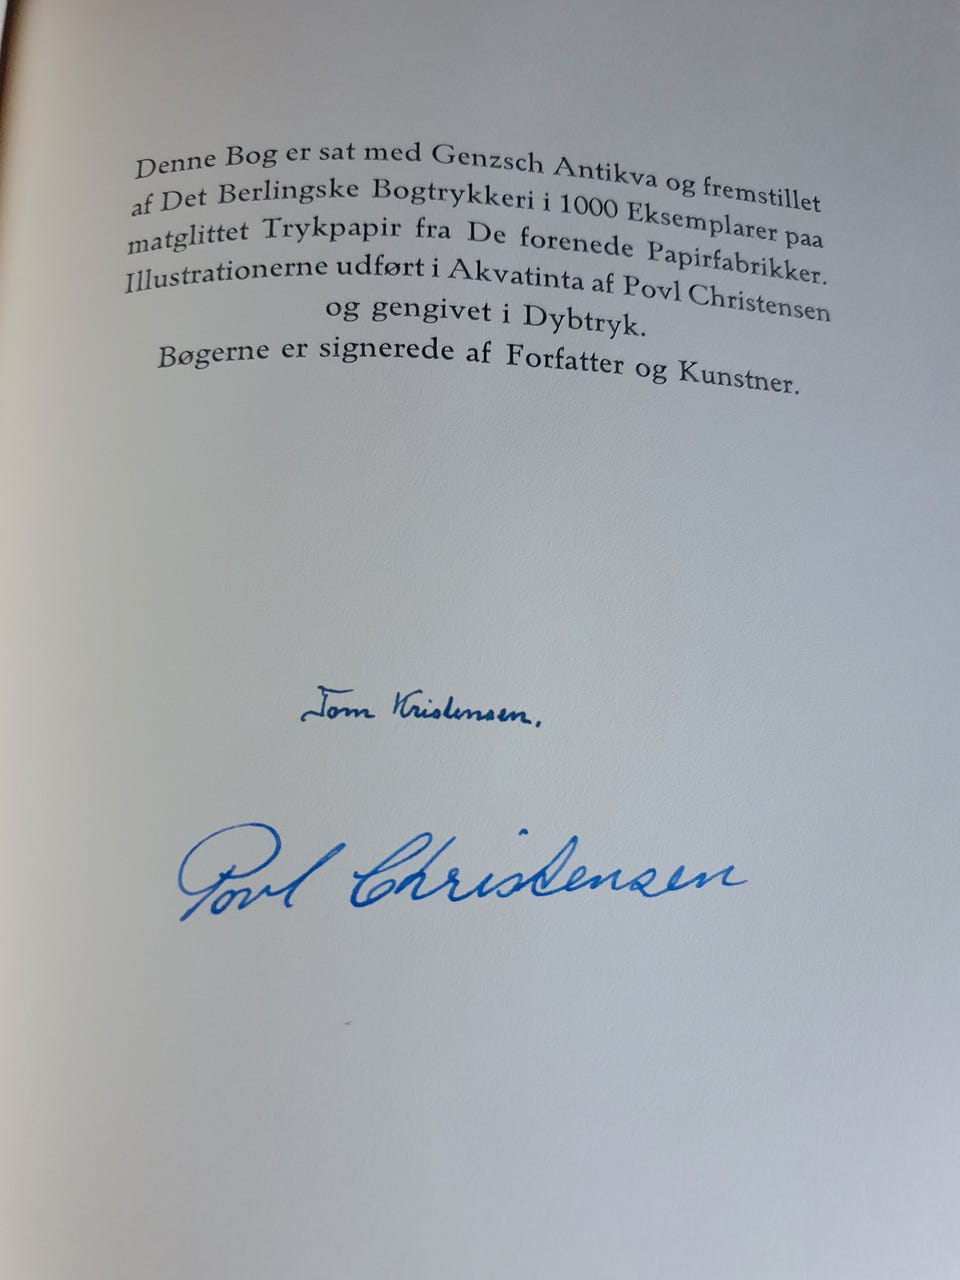 Denne Bog er sat med Genzsch Antikva og fremstillet
af Det Berlingske Bogtrykkeri i 1000 Eksemplarer paa
matglittet Trykpapir fra De forenede Papirfabrikker.
Illustrationerne udført i Akvatinta af Povl Christensen
og gengivet i Dybtryk.
Bøgerne er signerede af Forfatter og Kunstner.
Tom Kristensen.
Povl Christensen